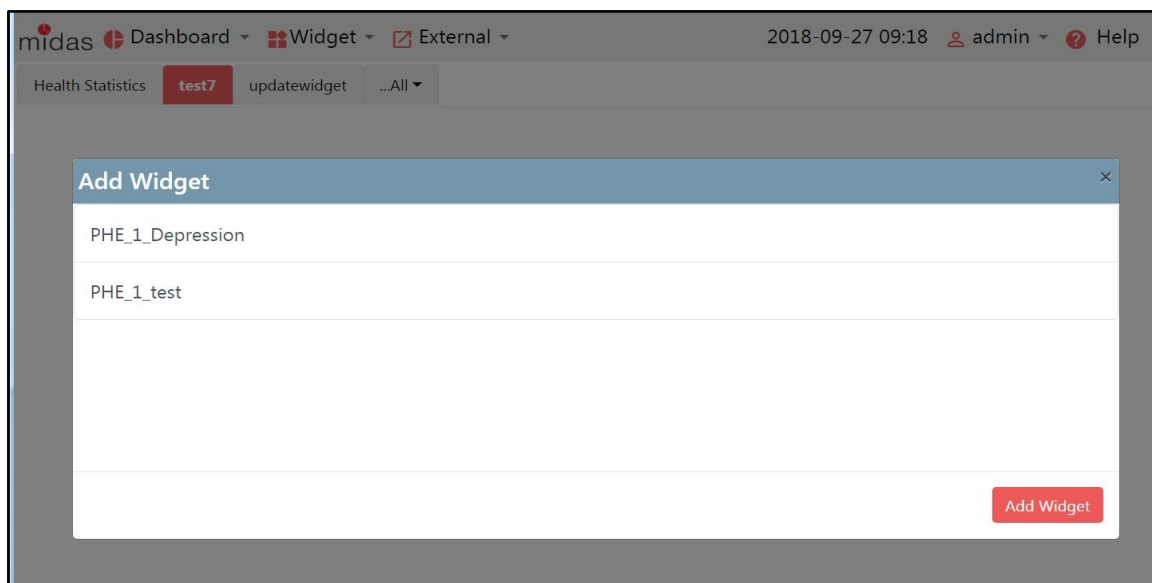 midas Dashboard Widget External 2018-09-27 09:18 admin Help
Health Statistics test7 updatewidget ...All
Add Widget ×
PHE_1_Depression
PHE_1_test
Add Widget